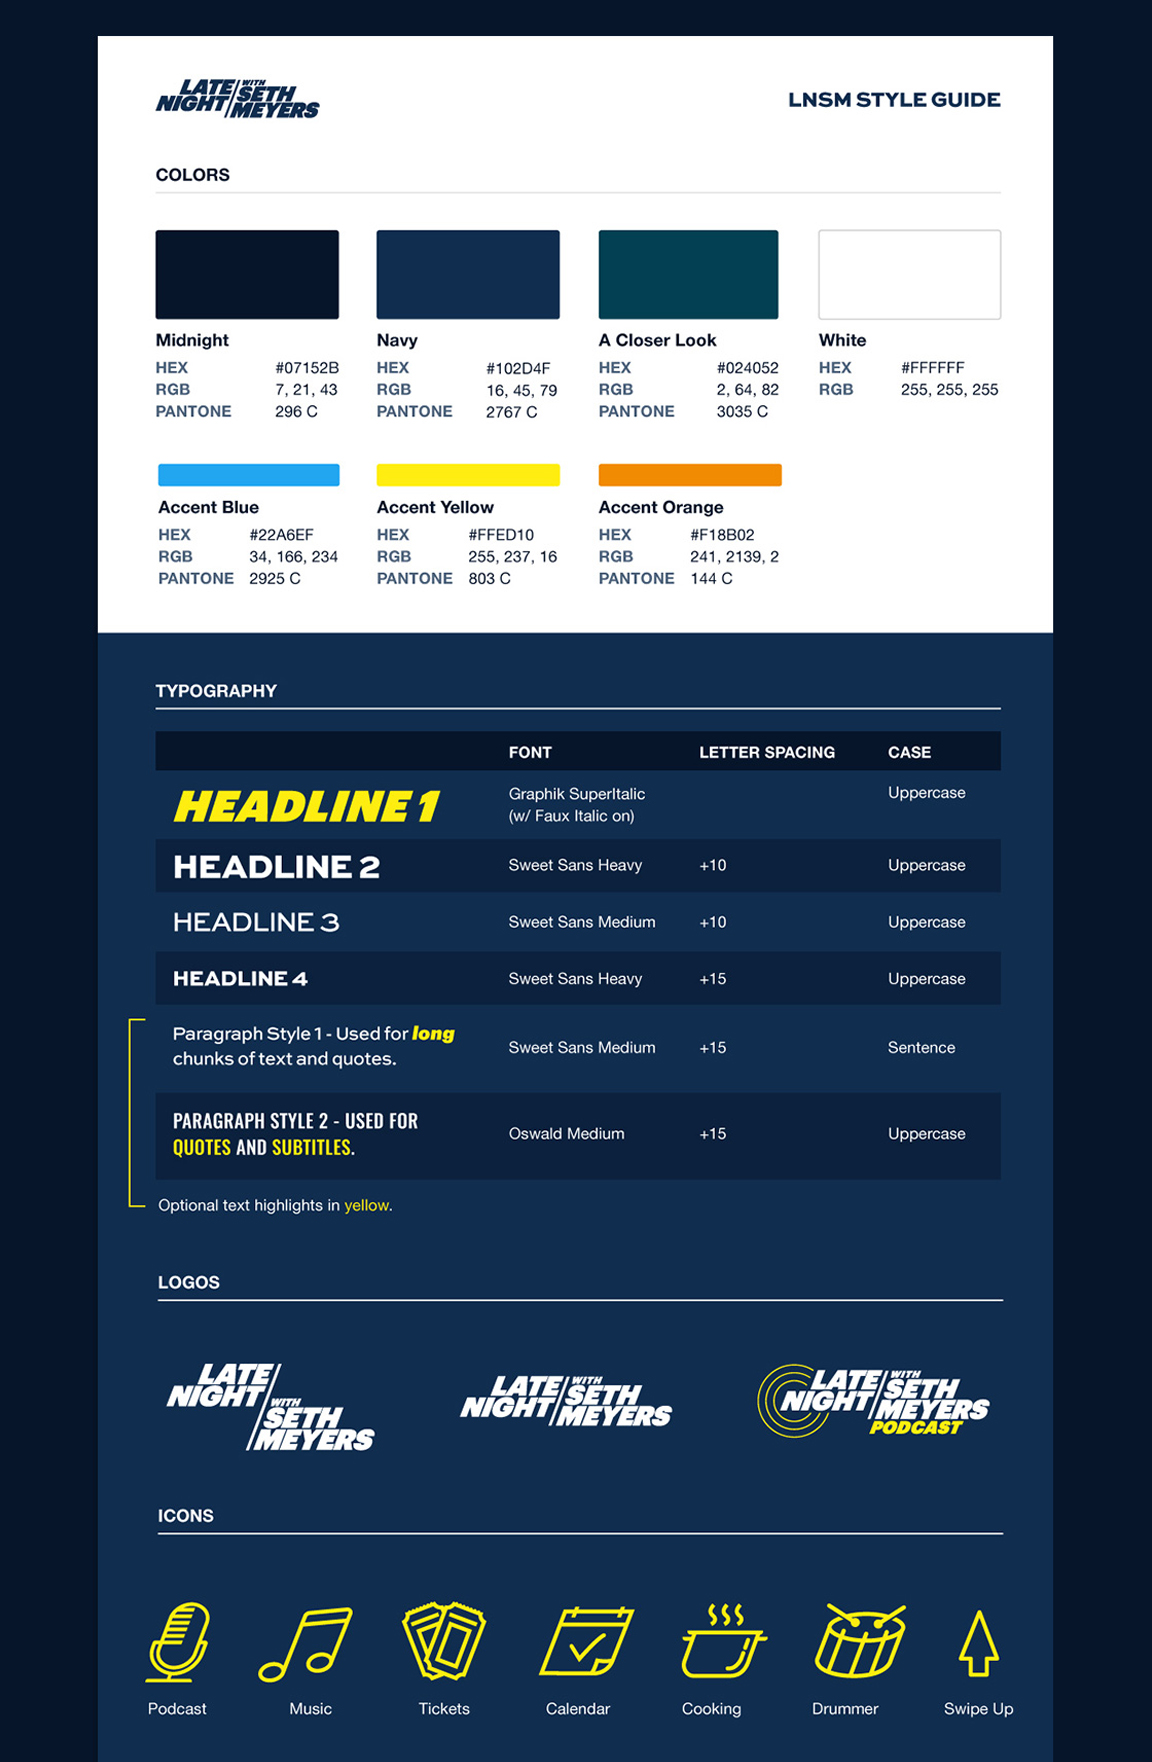 LATE NIGHT WITH SETH MEYERS
LNSM STYLE GUIDE
COLORS
Midnight
HEX #07152B
RGB 7, 21, 43
PANTONE 296 C
Navy
HEX #102D4F
RGB 16, 45, 79
PANTONE 2767 C
A Closer Look
HEX #024052
RGB 2, 64, 82
PANTONE 3035 C
White
HEX #FFFFFF
RGB 255, 255, 255
Accent Blue
HEX #22A6EF
RGB 34, 166, 234
PANTONE 2925 C
Accent Yellow
HEX #FFED10
RGB 255, 237, 16
PANTONE 803 C
Accent Orange
HEX #F18B02
RGB 241, 2139, 2
PANTONE 144 C
TYPOGRAPHY
FONT LETTER SPACING CASE
HEADLINE 1
Graphik SuperItalic
(w/ Faux Italic on)
Uppercase
HEADLINE 2 Sweet Sans Heavy +10 Uppercase
HEADLINE 3 Sweet Sans Medium +10 Uppercase
HEADLINE 4 Sweet Sans Heavy +15 Uppercase
Paragraph Style 1 - Used for long
chunks of text and quotes.
Sweet Sans Medium +15 Sentence
PARAGRAPH STYLE 2 - USED FOR
QUOTES AND SUBTITLES.
Oswald Medium +15 Uppercase
Optional text highlights in yellow.
LOGOS
LATE
NIGHT
WITH
SETH
MEYERS
LATE NIGHT WITH SETH MEYERS
LATE NIGHT WITH SETH MEYERS
PODCAST
ICONS
Podcast
Music
Tickets
Calendar
Cooking
Drummer
Swipe Up